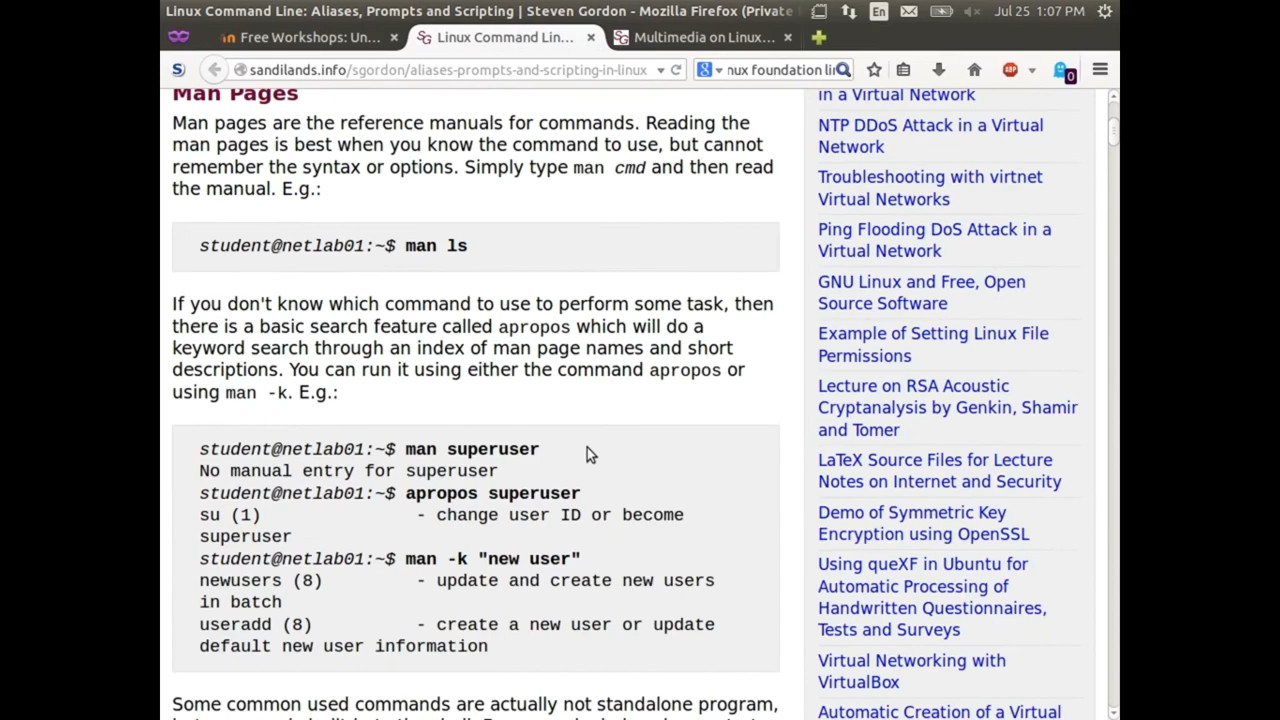 Linux Command Line: Aliases, Prompts and Scripting | Steven Gordon - Mozilla Firefox (Private
En
Jul 25 1:07 PM
Free Workshops: Un...
Linux Command Lin...
Multimedia on Linux...
sandilands.info/sgordon/aliases-prompts-and-scripting-in-linux
nux foundation lin
ABP
0
Man Pages
Man pages are the reference manuals for commands. Reading the
man pages is best when you know the command to use, but cannot
remember the syntax or options. Simply type man cmd and then read
the manual. E.g.:
student@netlab01:~$ man ls
If you don't know which command to use to perform some task, then
there is a basic search feature called apropos which will do a
keyword search through an index of man page names and short
descriptions. You can run it using either the command apropos or
using man -k. E.g.:
student@netlab01:~$ man superuser
No manual entry for superuser
student@netlab01:~$ apropos superuser
su (1) - change user ID or become
superuser
student@netlab01:~$ man -k "new user"
newusers (8) - update and create new users
in batch
useradd (8) - create a new user or update
default new user information
Some common used commands are actually not standalone program,
in a Virtual Network
NTP DDoS Attack in a Virtual
Network
Troubleshooting with virtnet
Virtual Networks
Ping Flooding DoS Attack in a
Virtual Network
GNU Linux and Free, Open
Source Software
Example of Setting Linux File
Permissions
Lecture on RSA Acoustic
Cryptanalysis by Genkin, Shamir
and Tomer
LaTeX Source Files for Lecture
Notes on Internet and Security
Demo of Symmetric Key
Encryption using OpenSSL
Using queXF in Ubuntu for
Automatic Processing of
Handwritten Questionnaires,
Tests and Surveys
Virtual Networking with
VirtualBox
Automatic Creation of a Virtual